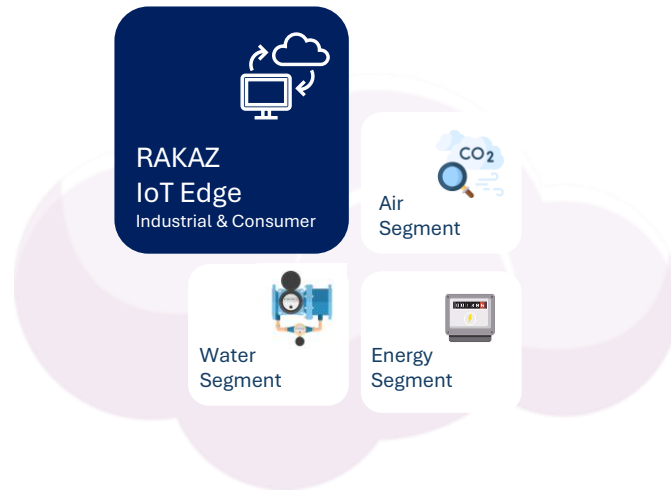 RAKAZ
IoT Edge
Industrial & Consumer
CO2
Air
Segment
Water
Segment
Energy
Segment